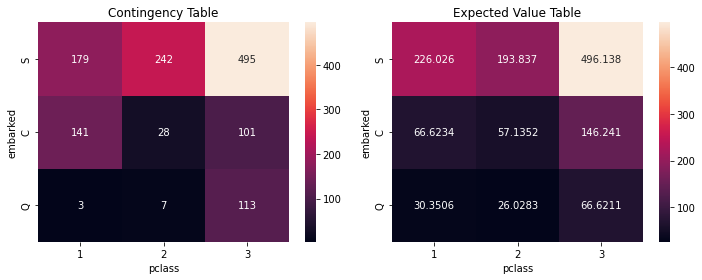 Contingency Table
embarked
S
C
Q
179 242 495
141 28 101
3 7 113
1 2 3
pclass
400
300
200
100
Expected Value Table
embarked
S
C
Q
226.026 193.837 496.138
66.6234 57.1352 146.241
30.3506 26.0283 66.6211
1 2 3
pclass
400
300
200
100